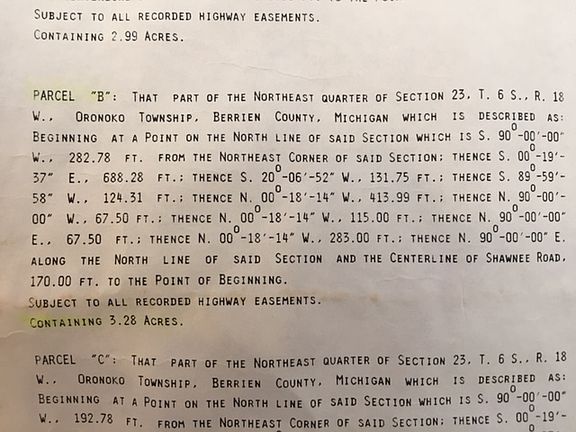 SUBJECT TO ALL RECORDED HIGHWAY EASEMENTS.
CONTAINING 2.99 ACRES.
PARCEL "B": THAT PART OF THE NORTHEAST QUARTER OF SECTION 23, T. 6 S., R. 18
W., ORONOKO TOWNSHIP, BERRIEN COUNTY, MICHIGAN WHICH IS DESCRIBED AS:
BEGINNING AT A POINT ON THE NORTH LINE OF SAID SECTION WHICH IS S. 90°-00'-00"
W., 282.78 FT. FROM THE NORTHEAST CORNER OF SAID SECTION; THENCE S. 00°-19'-
37" E., 688.28 FT.; THENCE S. 20°-06'-52" W., 131.75 FT.; THENCE S. 89°-59'-
58" W., 124.31 FT.; THENCE N. 00°-18'-14" W., 413.99 FT.; THENCE N. 90°-00'-
00" W., 67.50 FT.; THENCE N. 00°-18'-14" W., 115.00 FT.; THENCE N. 90°-00'-00"
E., 67.50 FT.; THENCE N. 00°-18'-14" W., 283.00 FT.; THENCE N. 90°-00'-00" E.
ALONG THE NORTH LINE OF SAID SECTION AND THE CENTERLINE OF SHAWNEE ROAD,
170.00 FT. TO THE POINT OF BEGINNING.
SUBJECT TO ALL RECORDED HIGHWAY EASEMENTS.
CONTAINING 3.28 ACRES.
PARCEL "C": THAT PART OF THE NORTHEAST QUARTER OF SECTION 23, T. 6 S., R. 18
W., ORONOKO TOWNSHIP, BERRIEN COUNTY, MICHIGAN WHICH IS DESCRIBED AS:
BEGINNING AT A POINT ON THE NORTH LINE OF SAID SECTION WHICH IS S. 90°-00'-00"
W., 192.78 FT. FROM THE NORTHEAST CORNER OF SAID SECTION; THENCE S. 00°-19'-